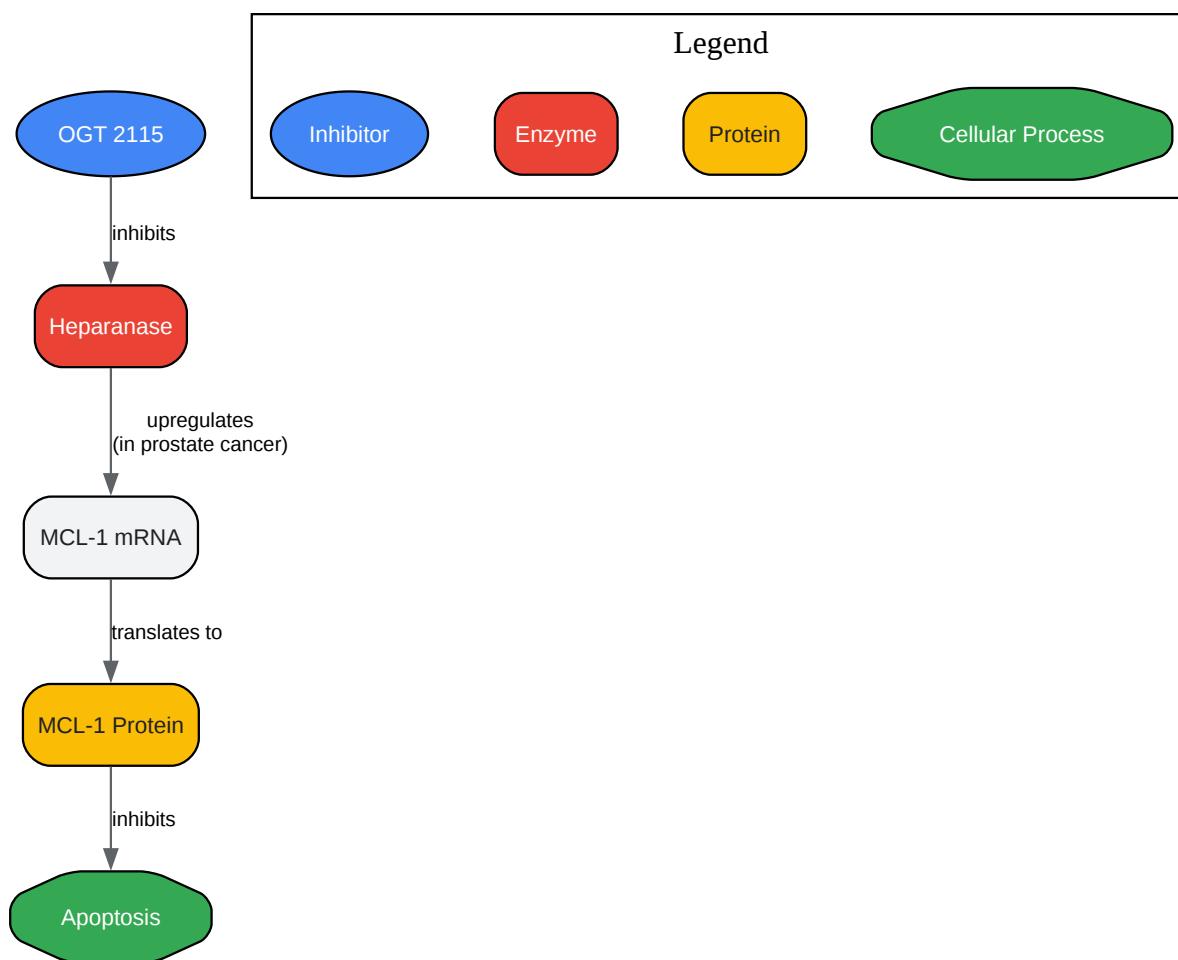 Legend
OGT 2115
Inhibitor
Enzyme
Protein
Cellular Process
inhibits
Heparanase
upregulates
(in prostate cancer)
MCL-1 mRNA
translates to
MCL-1 Protein
inhibits
Apoptosis